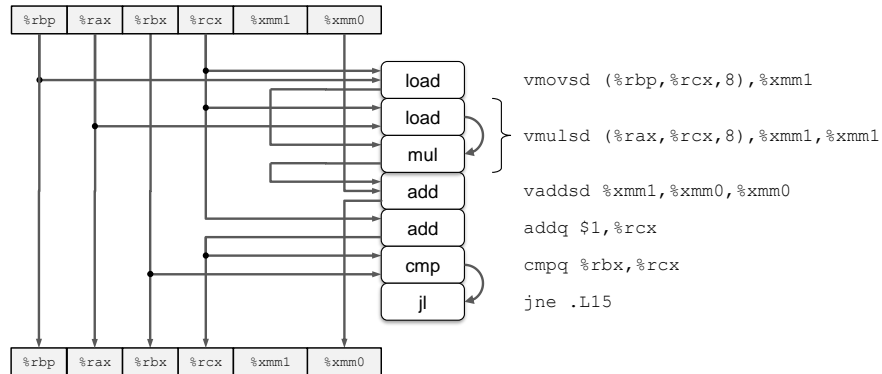 %rbp %rax %rbx %rcx %xmm1 %xmm0
load vmovsd (%rbp,%rcx,8),%xmm1
load
vmulsd (%rax,%rcx,8),%xmm1,%xmm1
mul
add vaddsd %xmm1,%xmm0,%xmm0
add addq $1,%rcx
cmp cmpq %rbx,%rcx
jl jne .L15
%rbp %rax %rbx %rcx %xmm1 %xmm0